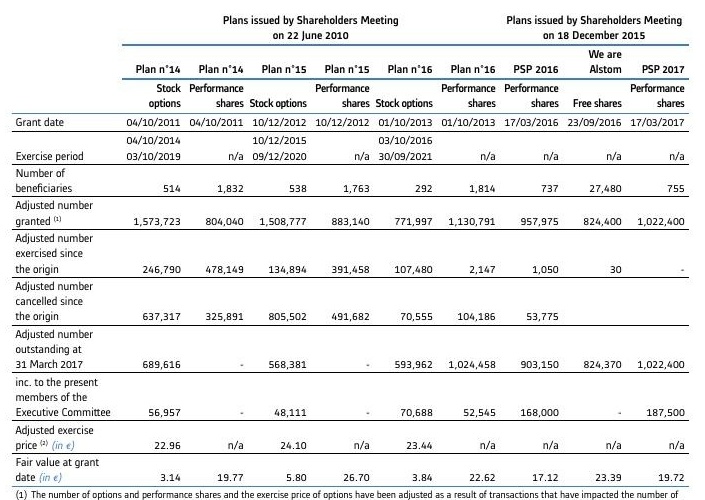 Plans issued by Shareholders Meeting Plans issued by Shareholders Meeting
on 22 June 2010 on 18 December 2015
We are
Plan n°14 Plan n°14 Plan n°15 Plan n°15 Plan n°16 Plan n°16 PSP 2016 Alstom PSP 2017
Stock Performance Performance Performance Performance Performance
options shares Stock options shares Stock options shares shares Free shares shares
Grant date 04/10/2011 04/10/2011 10/12/2012 10/12/2012 01/10/2013 01/10/2013 17/03/2016 23/09/2016 17/03/2017
04/10/2014 10/12/2015 03/10/2016
Exercise period 03/10/2019 n/a 09/12/2020 n/a 30/09/2021 n/a n/a n/a n/a
Number of
beneficiaries 514 1,832 538 1,763 292 1,814 737 27,480 755
Adjusted number
granted (1) 1,573,723 804,040 1,508,777 883,140 771,997 1,130,791 957,975 824,400 1,022,400
Adjusted number
exercised since
the origin 246,790 478,149 134,894 391,458 107,480 2,147 1,050 30 -
Adjusted number
cancelled since
the origin 637,317 325,891 805,502 491,682 70,555 104,186 53,775
Adjusted number
outstanding at
31 March 2017 689,616 - 568,381 - 593,962 1,024,458 903,150 824,370 1,022,400
inc. to the present
members of the
Executive Committee 56,957 - 48,111 - 70,688 52,545 168,000 - 187,500
Adjusted exercise
price (2) (in €) 22.96 n/a 24.10 n/a 23.44 n/a n/a n/a n/a
Fair value at grant
date (in €) 3.14 19.77 5.80 26.70 3.84 22.62 17.12 23.39 19.72
(1) The number of options and performance shares and the exercise price of options have been adjusted as a result of transactions that have impacted the number of